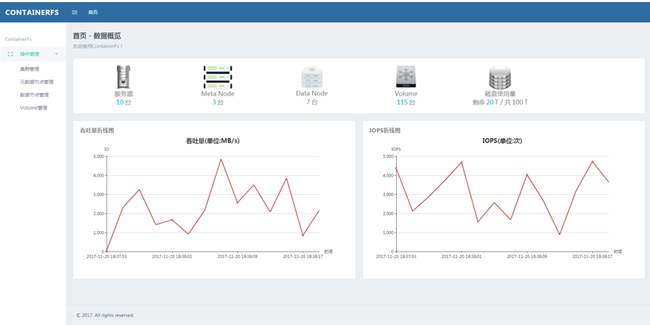 CONTAINERFS
首页
ContainerFs
操作管理
集群管理
元数据节点管理
数据节点管理
Volume管理
首页 - 数据概览
欢迎使用ContainerFs！
服务器
10 台
Meta Node
3 台
Data Node
7 台
Volume
115 台
磁盘使用量
剩余 20 T / 共 100 T
吞吐量折线图
吞吐量(单位:MB/s)
IO
5,000
4,000
3,000
2,000
1,000
0
2017-11-20 18:37:53
2017-11-20 18:38:01
2017-11-20 18:38:09
2017-11-20 18:38:17
时间
IOPS折线图
IOPS(单位:次)
IOPS
5,000
4,000
3,000
2,000
1,000
0
2017-11-20 18:37:53
2017-11-20 18:38:01
2017-11-20 18:38:09
2017-11-20 18:38:17
时间
© 2017. All rights reserved.